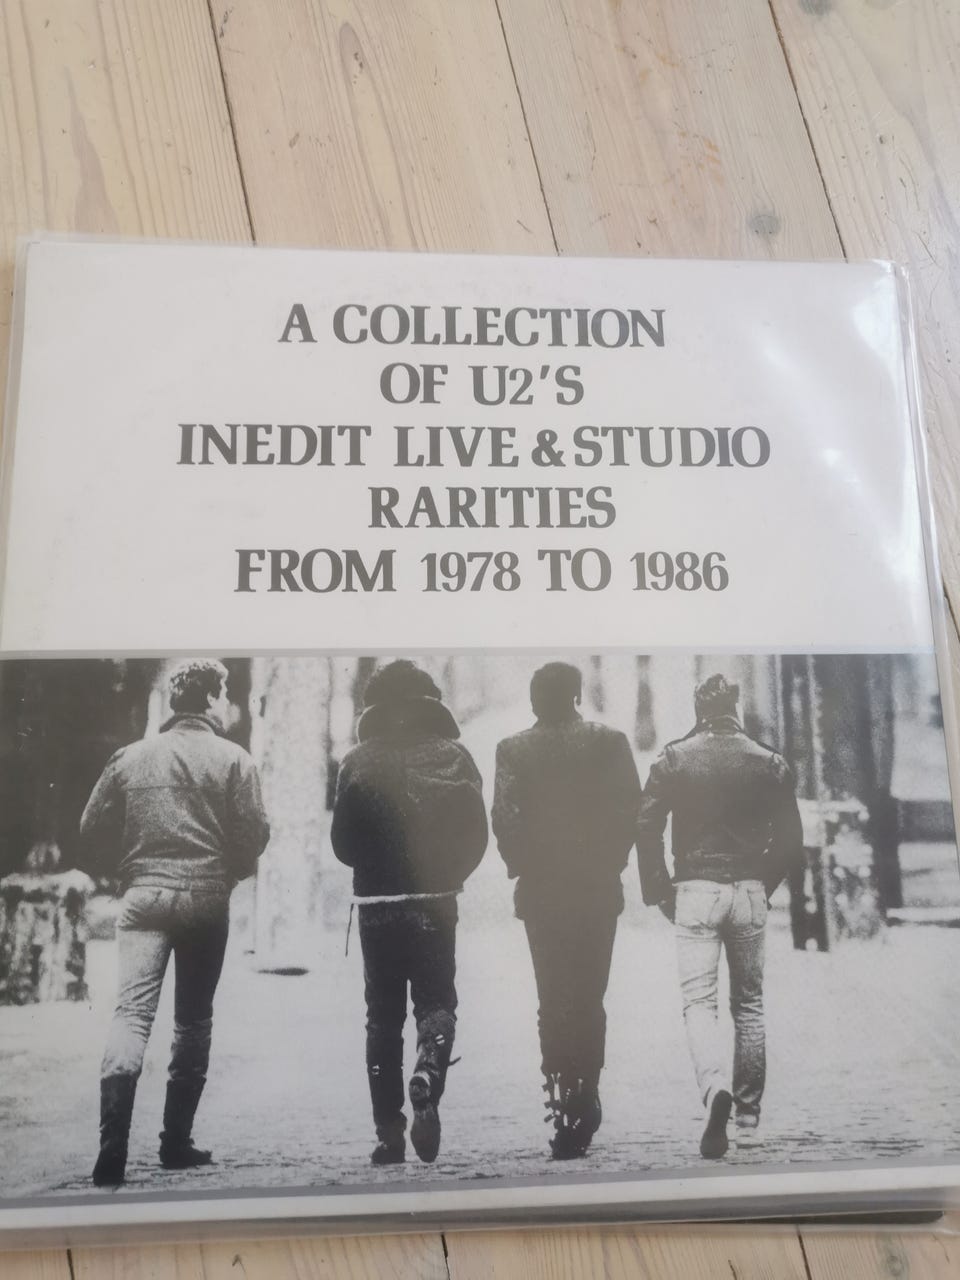 A COLLECTION
OF U2'S
INEDIT LIVE & STUDIO
RARITIES
FROM 1978 TO 1986